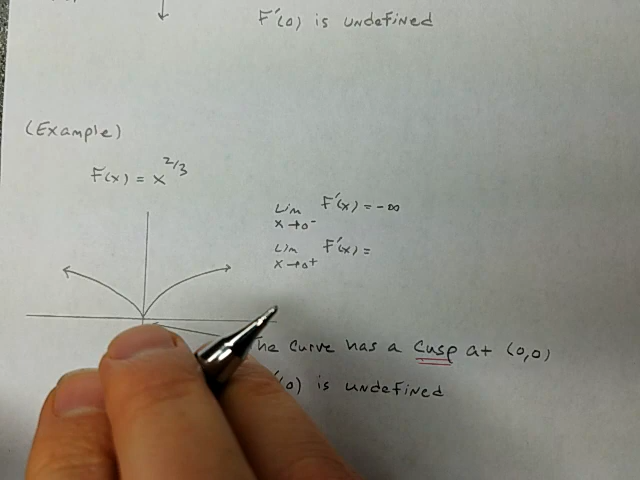 F'(0) is undefined
(Example)
F(x) = x^2/3
Lim F'(x) = -∞
x→0-
Lim F'(x) =
x→0+
The curve has a cusp at (0,0)
'(0) is undefined